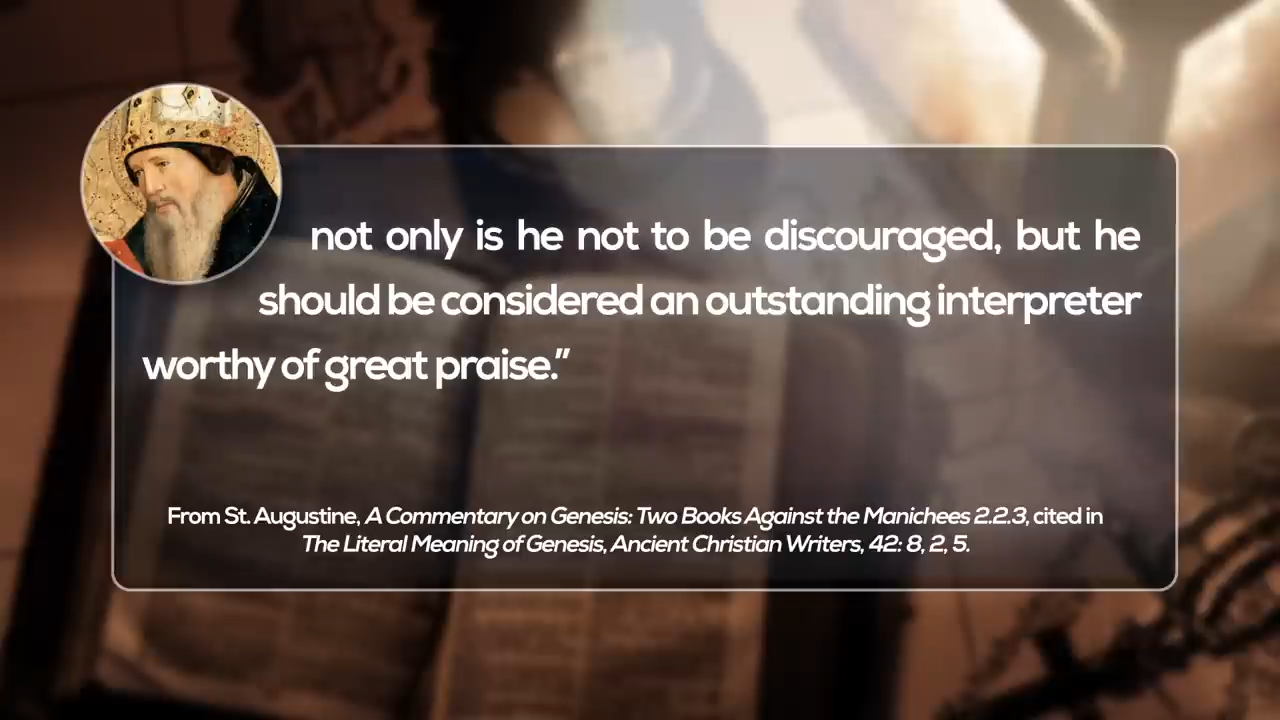 not only is he not to be discouraged, but he
should be considered an outstanding interpreter
worthy of great praise.”
From St. Augustine, A Commentary on Genesis: Two Books Against the Manichees 2.2.3, cited in
The Literal Meaning of Genesis, Ancient Christian Writers, 42: 8, 2, 5.